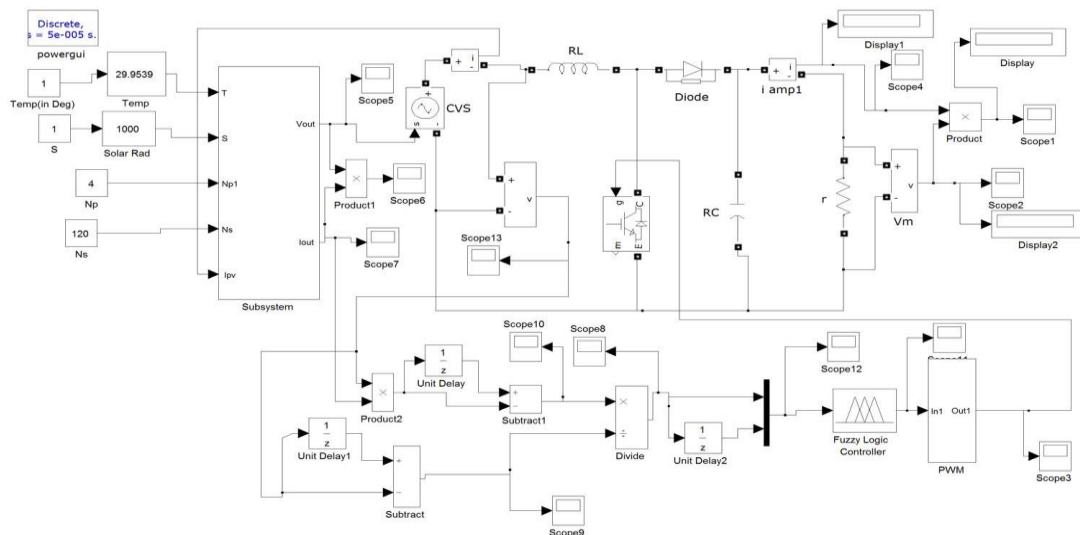 Discrete,
s = 5e-005 s.
powergui
1
Temp(in Deg)
29.9539
Temp
1
S
1000
Solar Rad
4
Np
120
Ns
T
S
Np1
Ns
Ipv
Vout
Iout
Subsystem
Scope5
×
Product1
Scope6
Scope7
s
+
-
CVS
+
i
-
+
-
v
Scope13
RL
g
C
m
E
Diode
RC
+
i
-
i amp1
r
Display1
Scope4
Display
×
Product
Scope1
+
-
v
Vm
Scope2
Display2
1
z
Unit Delay1
+
−
Subtract
Scope9
×
Product2
1
z
Unit Delay
+
−
Subtract1
Scope10
Scope8
×
÷
Divide
1
z
Unit Delay2
Scope12
Fuzzy Logic
Controller
In1
Out1
PWM
Scope3